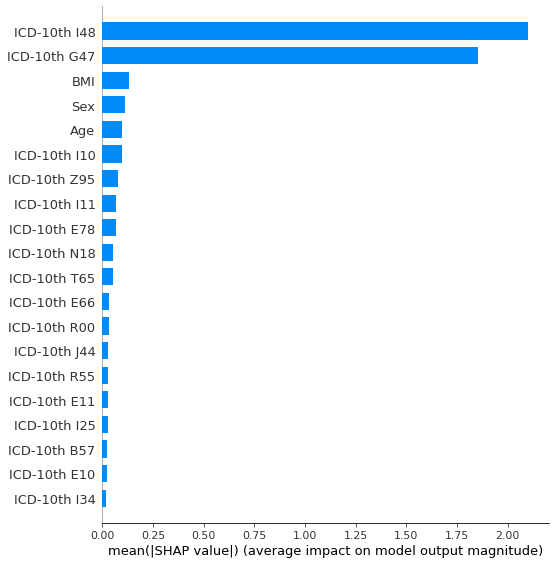 ICD-10th I48
ICD-10th G47
BMI
Sex
Age
ICD-10th I10
ICD-10th Z95
ICD-10th I11
ICD-10th E78
ICD-10th N18
ICD-10th T65
ICD-10th E66
ICD-10th R00
ICD-10th J44
ICD-10th R55
ICD-10th E11
ICD-10th I25
ICD-10th B57
ICD-10th E10
ICD-10th I34
0.00 0.25 0.50 0.75 1.00 1.25 1.50 1.75 2.00
mean(|SHAP value|) (average impact on model output magnitude)